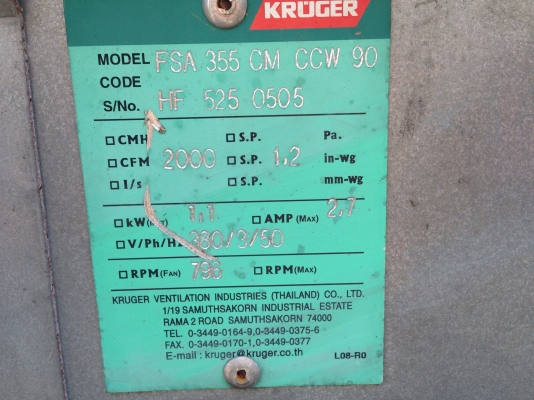 KRÜGER
MODEL FSA 355 CM CCW 90
CODE
S/No. HF 525 0505
CMH S.P. Pa.
CFM 2000 S.P. 1.2 in-Wg
l/s S.P. mm-wg
kW 1.1 AMP (MAX) 2.7
V/Ph/Hz 380/3/50
RPM (FAN) 796 RPM (MAX)
KRUGER VENTILATION INDUSTRIES (THAILAND) CO., LTD.
1/19 SAMUTHSAKORN INDUSTRIAL ESTATE
RAMA 2 ROAD SAMUTHSAKORN 74000
TEL. 0-3449-0164-9,0-3449-0375-6
FAX. 0-3449-0170-1,0-3449-0377
E-mail : kruger@kruger.co.th L08-R0